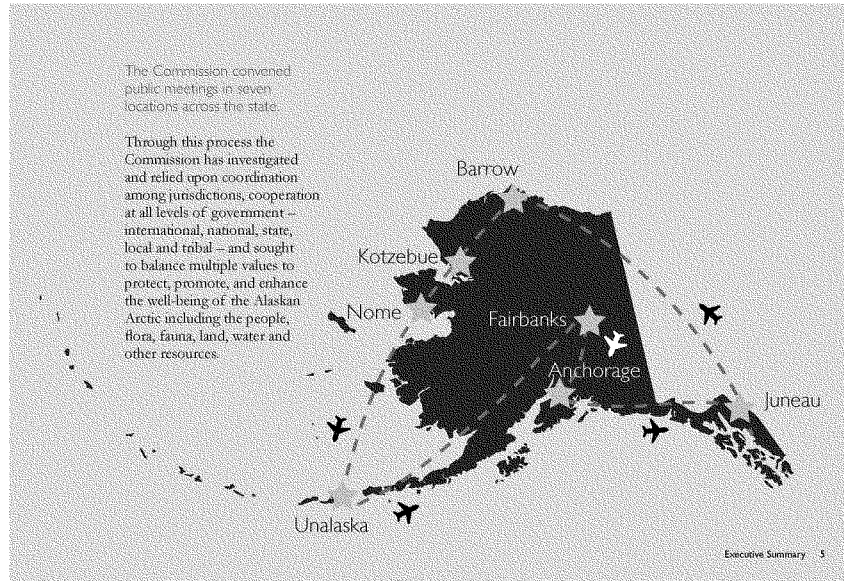 The Commission convened
public meetings in seven
locations across the state.
Through this process the
Commission has investigated
and relied upon coordination
among jurisdictions, cooperation
at all levels of government –
international, national, state,
local and tribal – and sought
to balance multiple values to
protect, promote, and enhance
the well-being of the Alaskan
Arctic including the people,
flora, fauna, land, water and
other resources.
Barrow
Kotzebue
Nome
Fairbanks
Anchorage
Juneau
Unalaska
Executive Summary 5